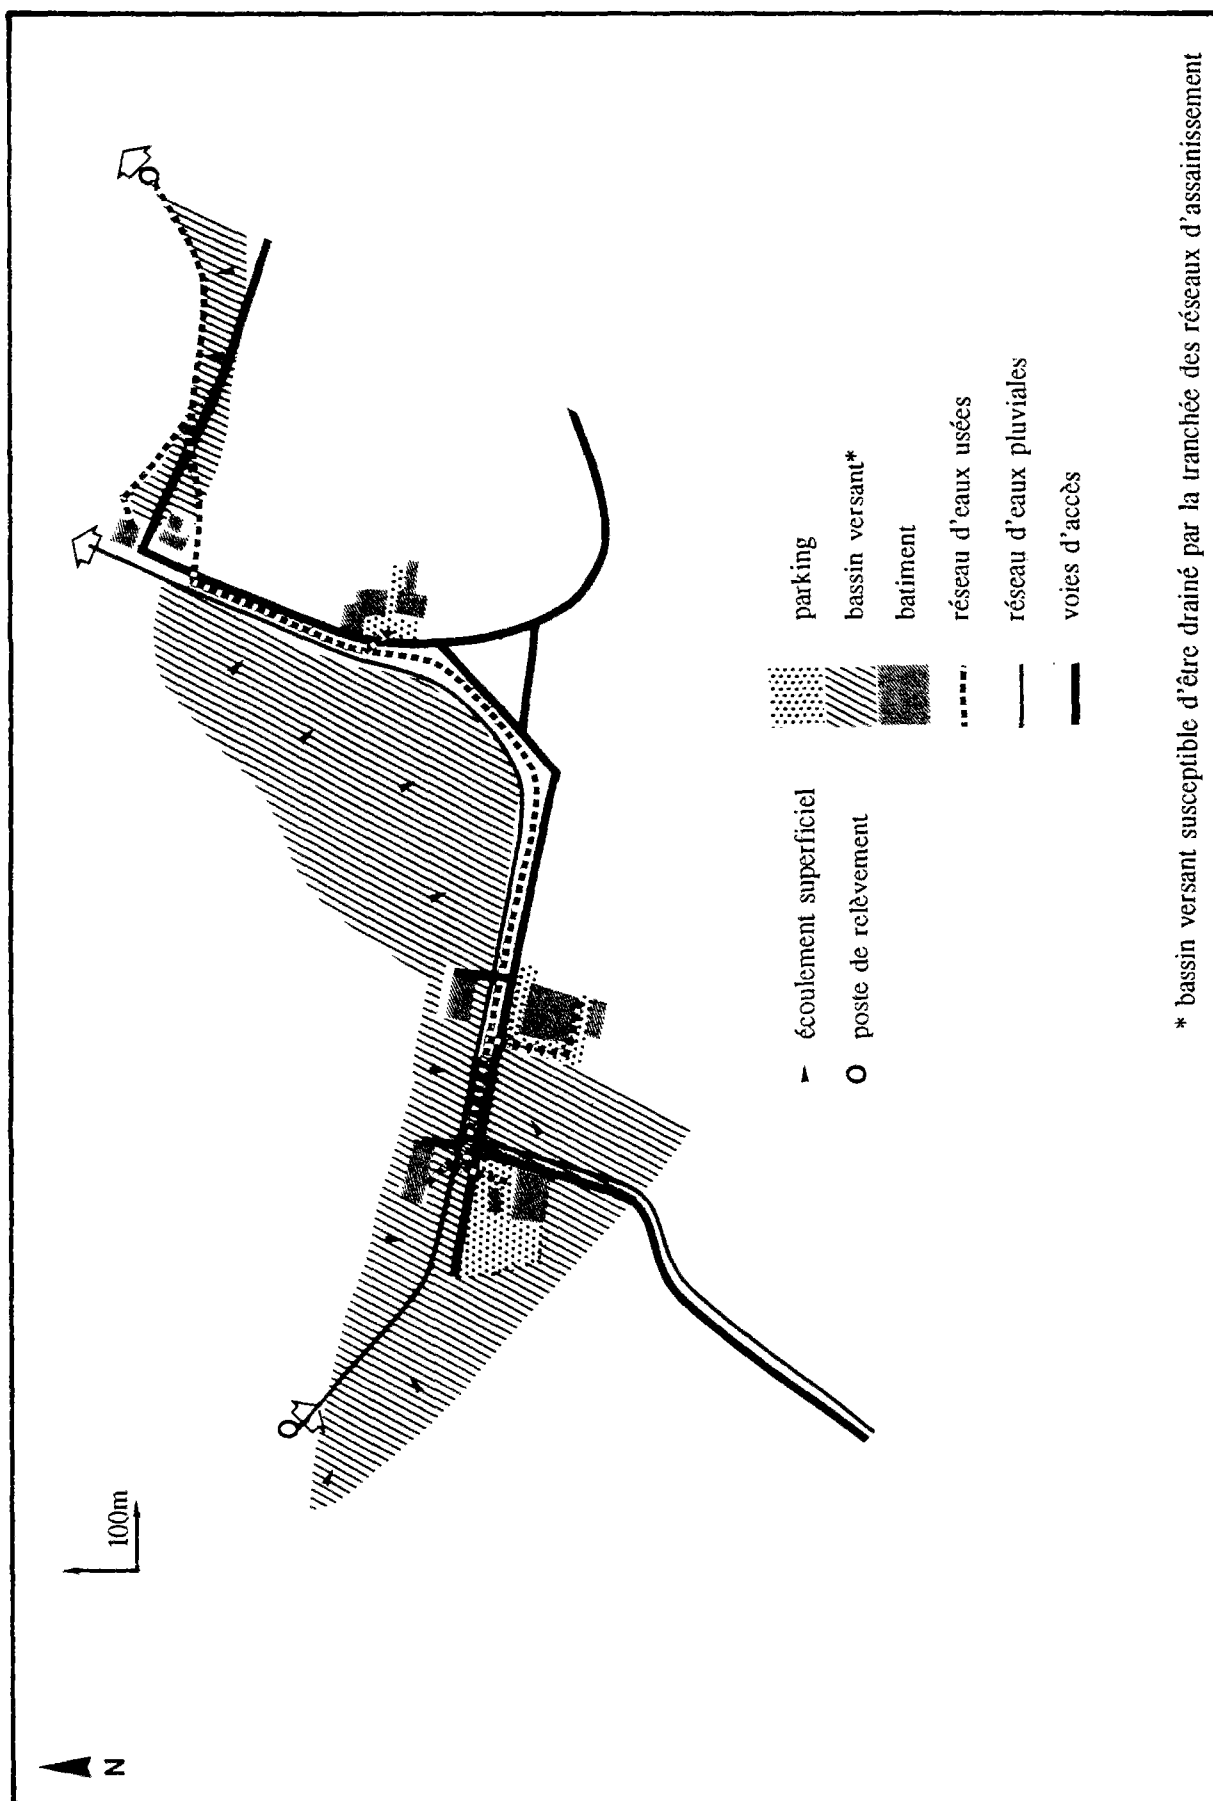 N
100m
écoulement superficiel
poste de relèvement
parking
bassin versant*
batiment
réseau d'eaux usées
réseau d'eaux pluviales
voies d'accès
* bassin versant susceptible d'être drainé par la tranchée des réseaux d'assainissement